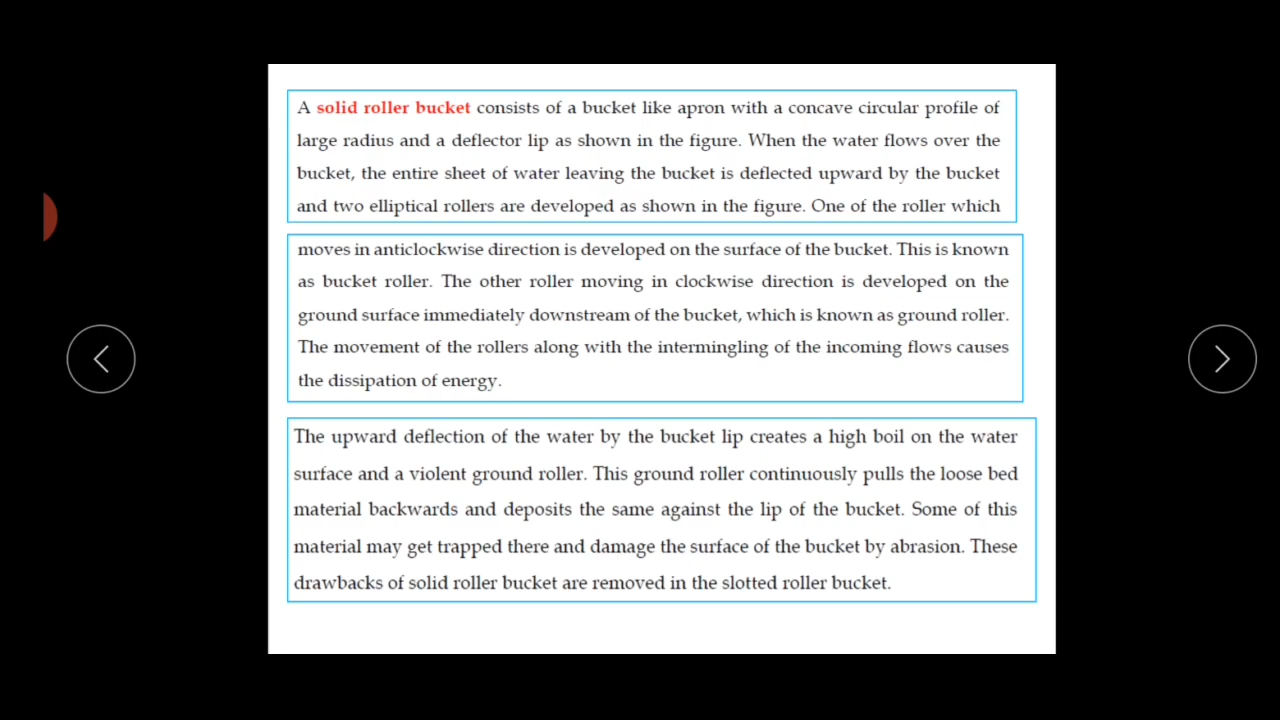 A solid roller bucket consists of a bucket like apron with a concave circular profile of
large radius and a deflector lip as shown in the figure. When the water flows over the
bucket, the entire sheet of water leaving the bucket is deflected upward by the bucket
and two elliptical rollers are developed as shown in the figure. One of the roller which
moves in anticlockwise direction is developed on the surface of the bucket. This is known
as bucket roller. The other roller moving in clockwise direction is developed on the
ground surface immediately downstream of the bucket, which is known as ground roller.
The movement of the rollers along with the intermingling of the incoming flows causes
the dissipation of energy.
The upward deflection of the water by the bucket lip creates a high boil on the water
surface and a violent ground roller. This ground roller continuously pulls the loose bed
material backwards and deposits the same against the lip of the bucket. Some of this
material may get trapped there and damage the surface of the bucket by abrasion. These
drawbacks of solid roller bucket are removed in the slotted roller bucket.